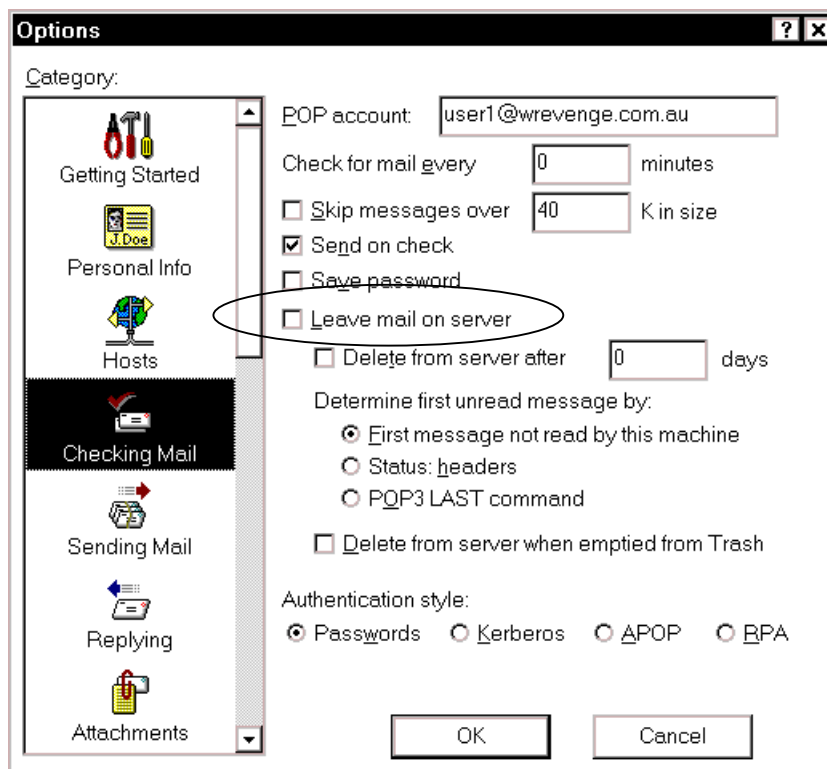 Options
Category:
Getting Started
J.Doe
Personal Info
Hosts
Checking Mail
Sending Mail
Replying
Attachments
POP account: user1@wrevenge.com.au
Check for mail every 0 minutes
Skip messages over 40 K in size
Send on check
Save password
Leave mail on server
Delete from server after 0 days
Determine first unread message by:
First message not read by this machine
Status: headers
POP3 LAST command
Delete from server when emptied from Trash
Authentication style:
Passwords Kerberos APOP RPA
OK Cancel